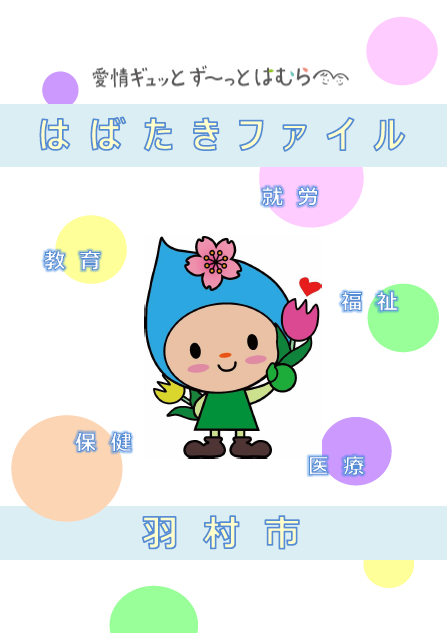 愛情ギュッと ず〜っと はむら
はばたきファイル
就労
教育
福祉
保健
医療
羽村市